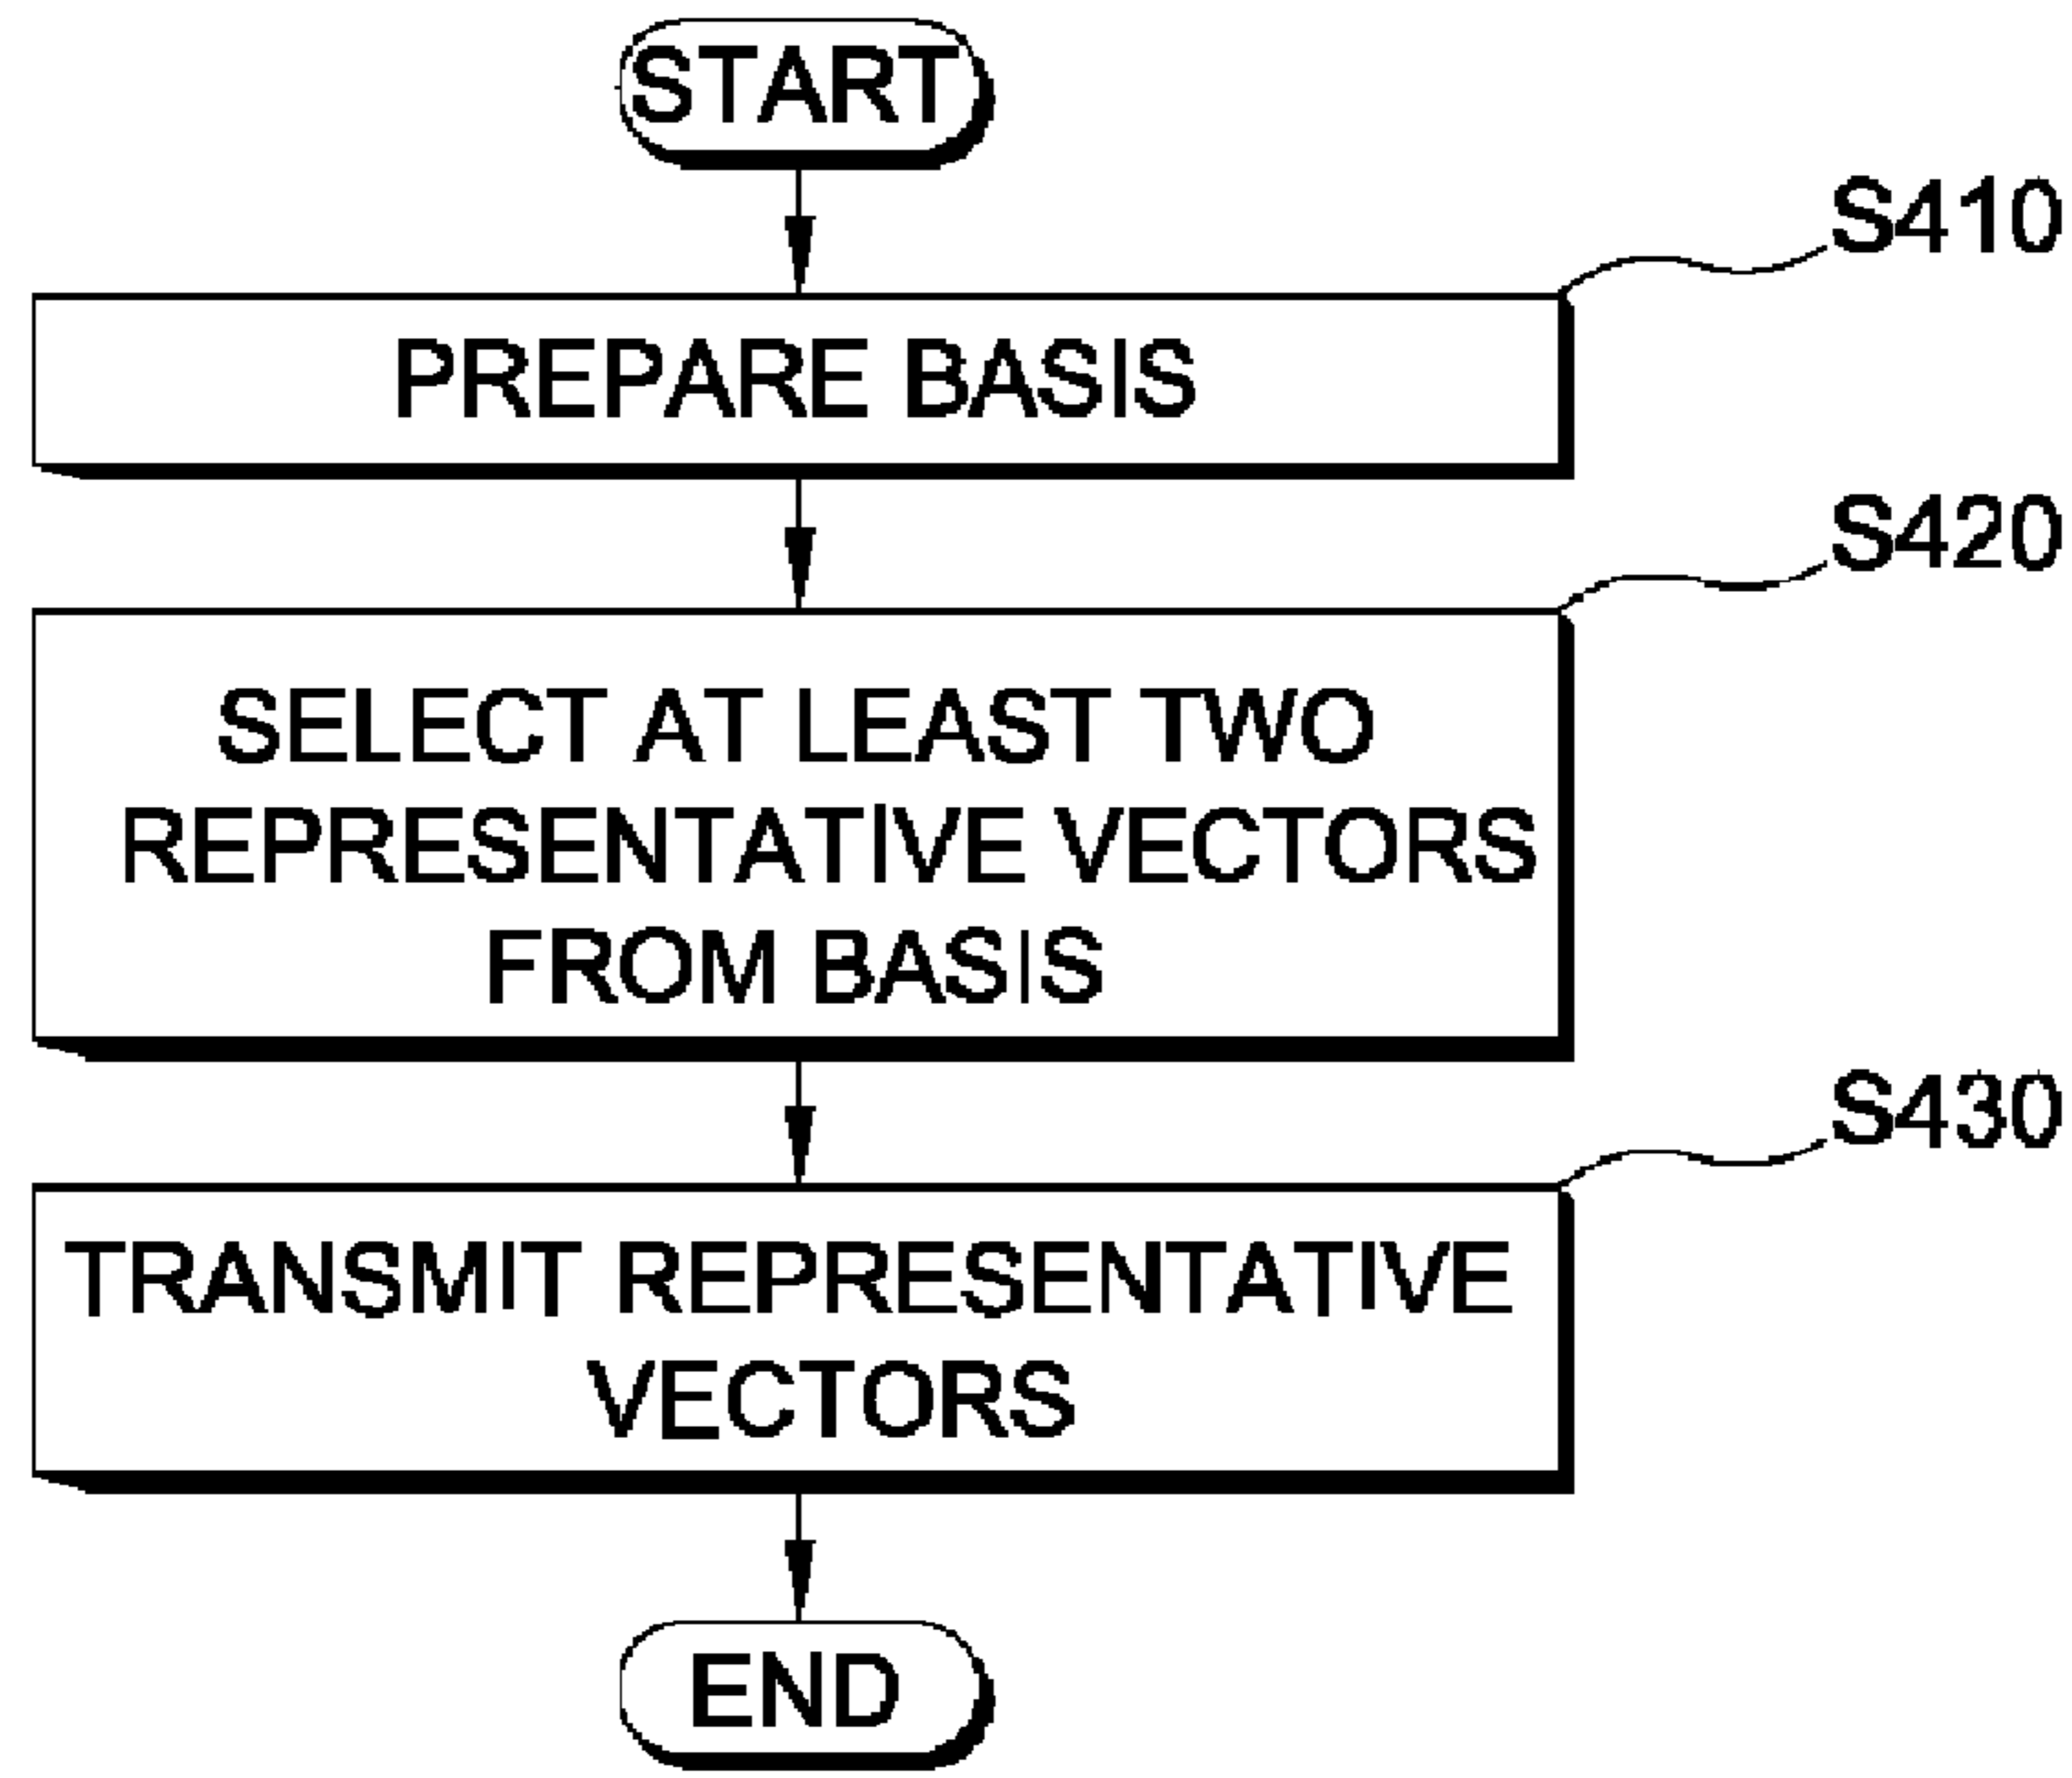 START
S410
PREPARE BASIS
S420
SELECT AT LEAST TWO
REPRESENTATIVE VECTORS
FROM BASIS
S430
TRANSMIT REPRESENTATIVE
VECTORS
END